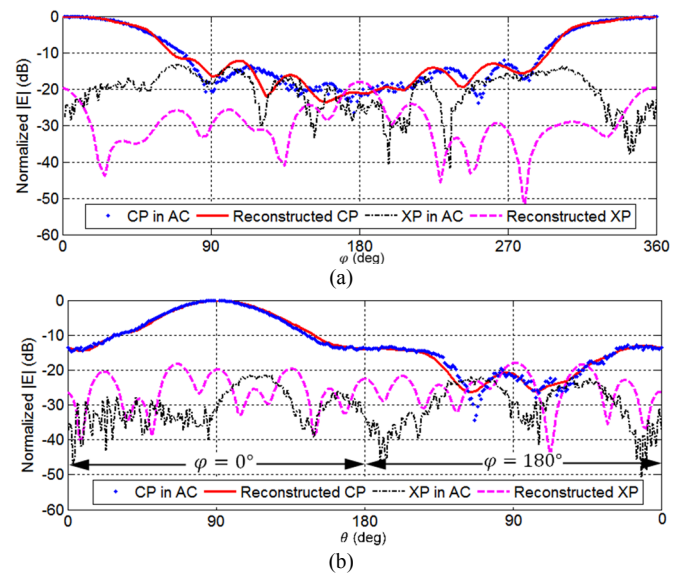 0
-10
-20
-30
-40
-50
-60
Normalized |E| (dB)
CP in AC Reconstructed CP XP in AC Reconstructed XP
0 90 180 270 360
φ (deg)
(a)
0
-10
-20
-30
-40
-50
-60
Normalized |E| (dB)
φ = 0° φ = 180°
CP in AC Reconstructed CP XP in AC Reconstructed XP
0 90 180 90 0
θ (deg)
(b)